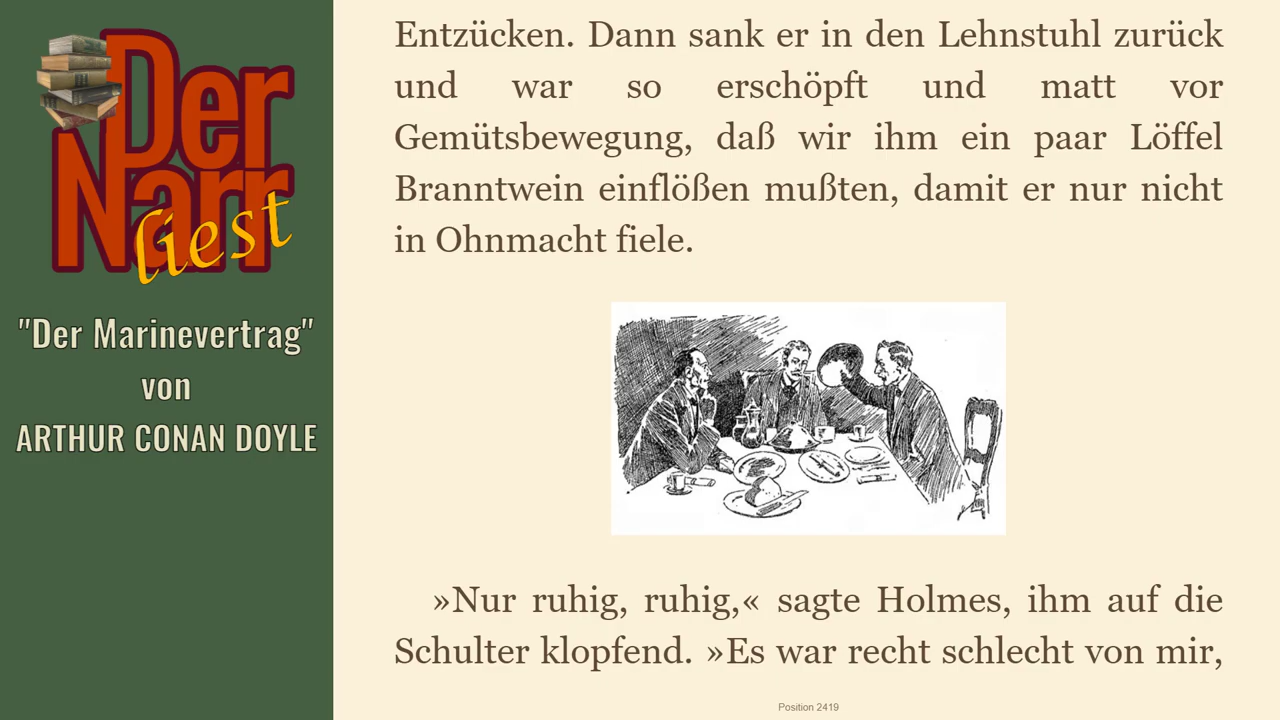 Der
Narr
liest
"Der Marinevertrag"
von
ARTHUR CONAN DOYLE
Entzücken. Dann sank er in den Lehnstuhl zurück
und war so erschöpft und matt vor
Gemütsbewegung, daß wir ihm ein paar Löffel
Branntwein einflößen mußten, damit er nur nicht
in Ohnmacht fiele.
»Nur ruhig, ruhig,« sagte Holmes, ihm auf die
Schulter klopfend. »Es war recht schlecht von mir,
Position 2419